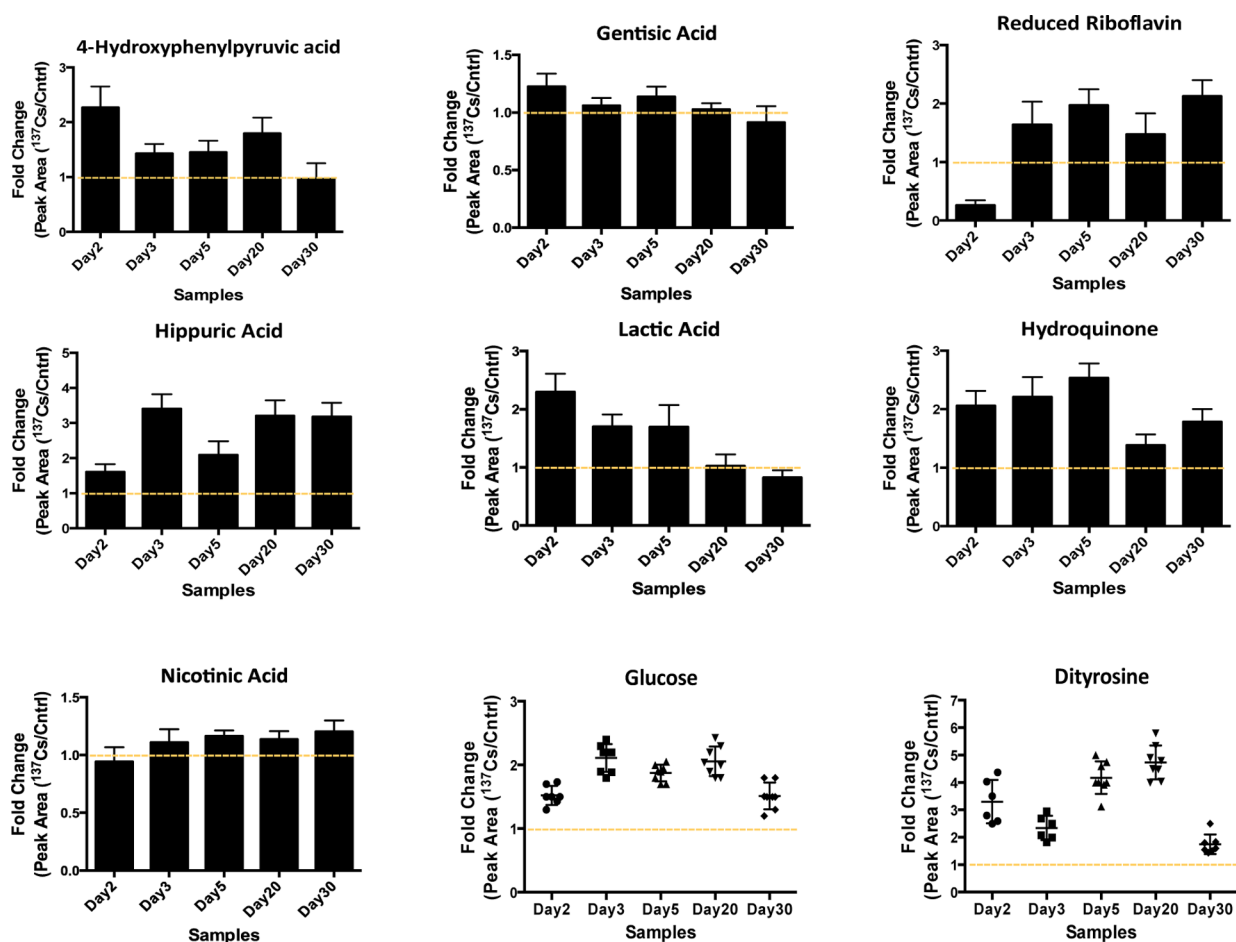 4-Hydroxyphenylpyruvic acid
Fold Change
(Peak Area (¹³⁷Cs/Cntrl)
3
2
1
0
Day2
Day3
Day5
Day20
Day30
Samples
Gentisic Acid
Fold Change
(Peak Area (¹³⁷Cs/Cntrl)
1.5
1.0
0.5
0.0
Day2
Day3
Day5
Day20
Day30
Samples
Reduced Riboflavin
Fold Change
(Peak Area (¹³⁷Cs/Cntrl)
3
2
1
0
Day2
Day3
Day5
Day20
Day30
Samples
Hippuric Acid
Fold Change
(Peak Area (¹³⁷Cs/Cntrl)
5
4
3
2
1
0
Day2
Day3
Day5
Day20
Day30
Samples
Lactic Acid
Fold Change
(Peak Area (¹³⁷Cs/Cntrl)
3
2
1
0
Day2
Day3
Day5
Day20
Day30
Samples
Hydroquinone
Fold Change
(Peak Area (¹³⁷Cs/Cntrl)
3
2
1
0
Day2
Day3
Day5
Day20
Day30
Samples
Nicotinic Acid
Fold Change
(Peak Area (¹³⁷Cs/Cntrl)
1.5
1.0
0.5
0.0
Day2
Day3
Day5
Day20
Day30
Samples
Glucose
Fold Change
(Peak Area (¹³⁷Cs/Cntrl)
3
2
1
0
Day2 Day3 Day5 Day20 Day30
Samples
Dityrosine
Fold Change
(Peak Area (¹³⁷Cs/Cntrl)
7
6
5
4
3
2
1
0
Day2 Day3 Day5 Day20 Day30
Samples